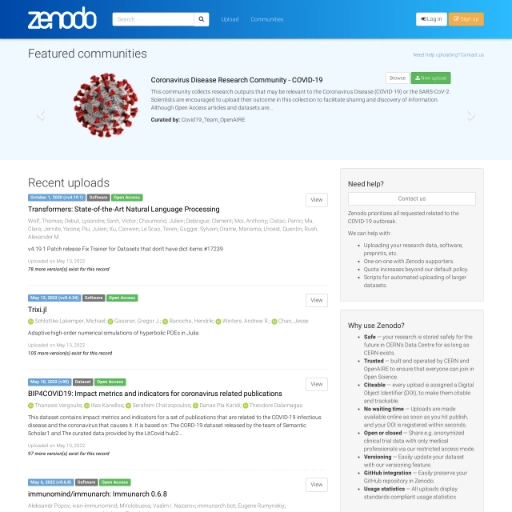 zenodo
Search
Upload
Communities
Log in
Sign up
Featured communities
Need help uploading? Contact us
Coronavirus Disease Research Community - COVID-19
Browse
New upload
This community collects research outputs that may be relevant to the Coronavirus Disease (COVID-19) or the SARS-CoV-2.
Scientists are encouraged to upload their outcome in this collection to facilitate sharing and discovery of information.
Although Open Access articles and datasets are...
Curated by: Covid19_Team_OpenAIRE
Recent uploads
October 1, 2020 (v4.19.1) Software Open Access
View
Transformers: State-of-the-Art Natural Language Processing
Wolf, Thomas; Debut, Lysandre; Sanh, Victor; Chaumond, Julien; Delangue, Clement; Moi, Anthony; Cistac, Perric; Ma,
Clara; Jernite, Yacine; Plu, Julien; Xu, Canwen; Le Scao, Teven; Gugger, Sylvain; Drame, Mariama; Lhoest, Quentin; Rush,
Alexander M.
v4.19.1 Patch release Fix Trainer for Datasets that don't have dict items #17239
Uploaded on May 13, 2022
78 more version(s) exist for this record
May 13, 2022 (v0.4.34) Software Open Access
View
Trixi.jl
Schlottke-Lakemper, Michael; Gassner, Gregor J.; Ranocha, Hendrik; Winters, Andrew R.; Chan, Jesse
Adaptive high-order numerical simulations of hyperbolic PDEs in Julia
Uploaded on May 13, 2022
105 more version(s) exist for this record
May 10, 2022 (v95) Dataset Open Access
View
BIP4COVID19: Impact metrics and indicators for coronavirus related publications
Thanasis Vergoulis; Ilias Kanellos; Serafeim Chatzopoulos; Danae Pla Karidi; Theodore Dalamagas
This dataset contains impact metrics and indicators for a set of publications that are related to the COVID-19 infectious
disease and the coronavirus that causes it. It is based on: Τhe CORD-19 dataset released by the team of Semantic
Scholar1 and Τhe curated data provided by the LitCovid hub2...
Uploaded on May 13, 2022
97 more version(s) exist for this record
May 6, 2022 (v0.6.8) Software Open Access
View
immunomind/immunarch: Immunarch 0.6.8
Aleksandr Popov; ivan-immunomind; MVolobueva; Vadim I. Nazarov; immunarch.bot; Eugene Rumynskiy;
Need help?
Contact us
Zenodo prioritizes all requested related to the
COVID-19 outbreak.
We can help with:
Uploading your research data, software,
preprints, etc.
One-on-one with Zenodo supporters.
Quota increases beyond our default policy.
Scripts for automated uploading of larger
datasets.
Why use Zenodo?
Safe — your research is stored safely for the
future in CERN's Data Centre for as long as
CERN exists.
Trusted — built and operated by CERN and
OpenAIRE to ensure that everyone can join in
Open Science.
Citeable — every upload is assigned a Digital
Object Identifier (DOI), to make them citable
and trackable.
No waiting time — Uploads are made
available online as soon as you hit publish,
and your DOI is registered within seconds.
Open or closed — Share e.g. anonymized
clinical trial data with only medical
professionals via our restricted access mode.
Versioning — Easily update your dataset
with our versioning feature.
GitHub integration — Easily preserve your
GitHub repository in Zenodo.
Usage statistics — All uploads display
standards compliant usage statistics